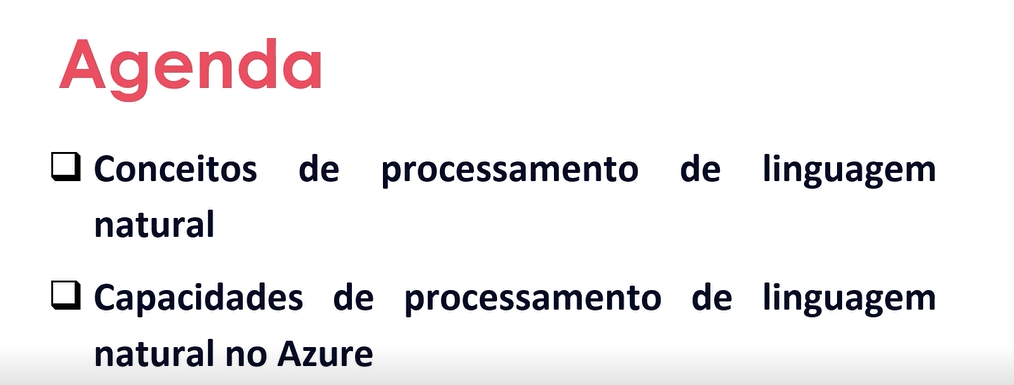 Agenda
Conceitos de processamento de linguagem
natural
Capacidades de processamento de linguagem
natural no Azure